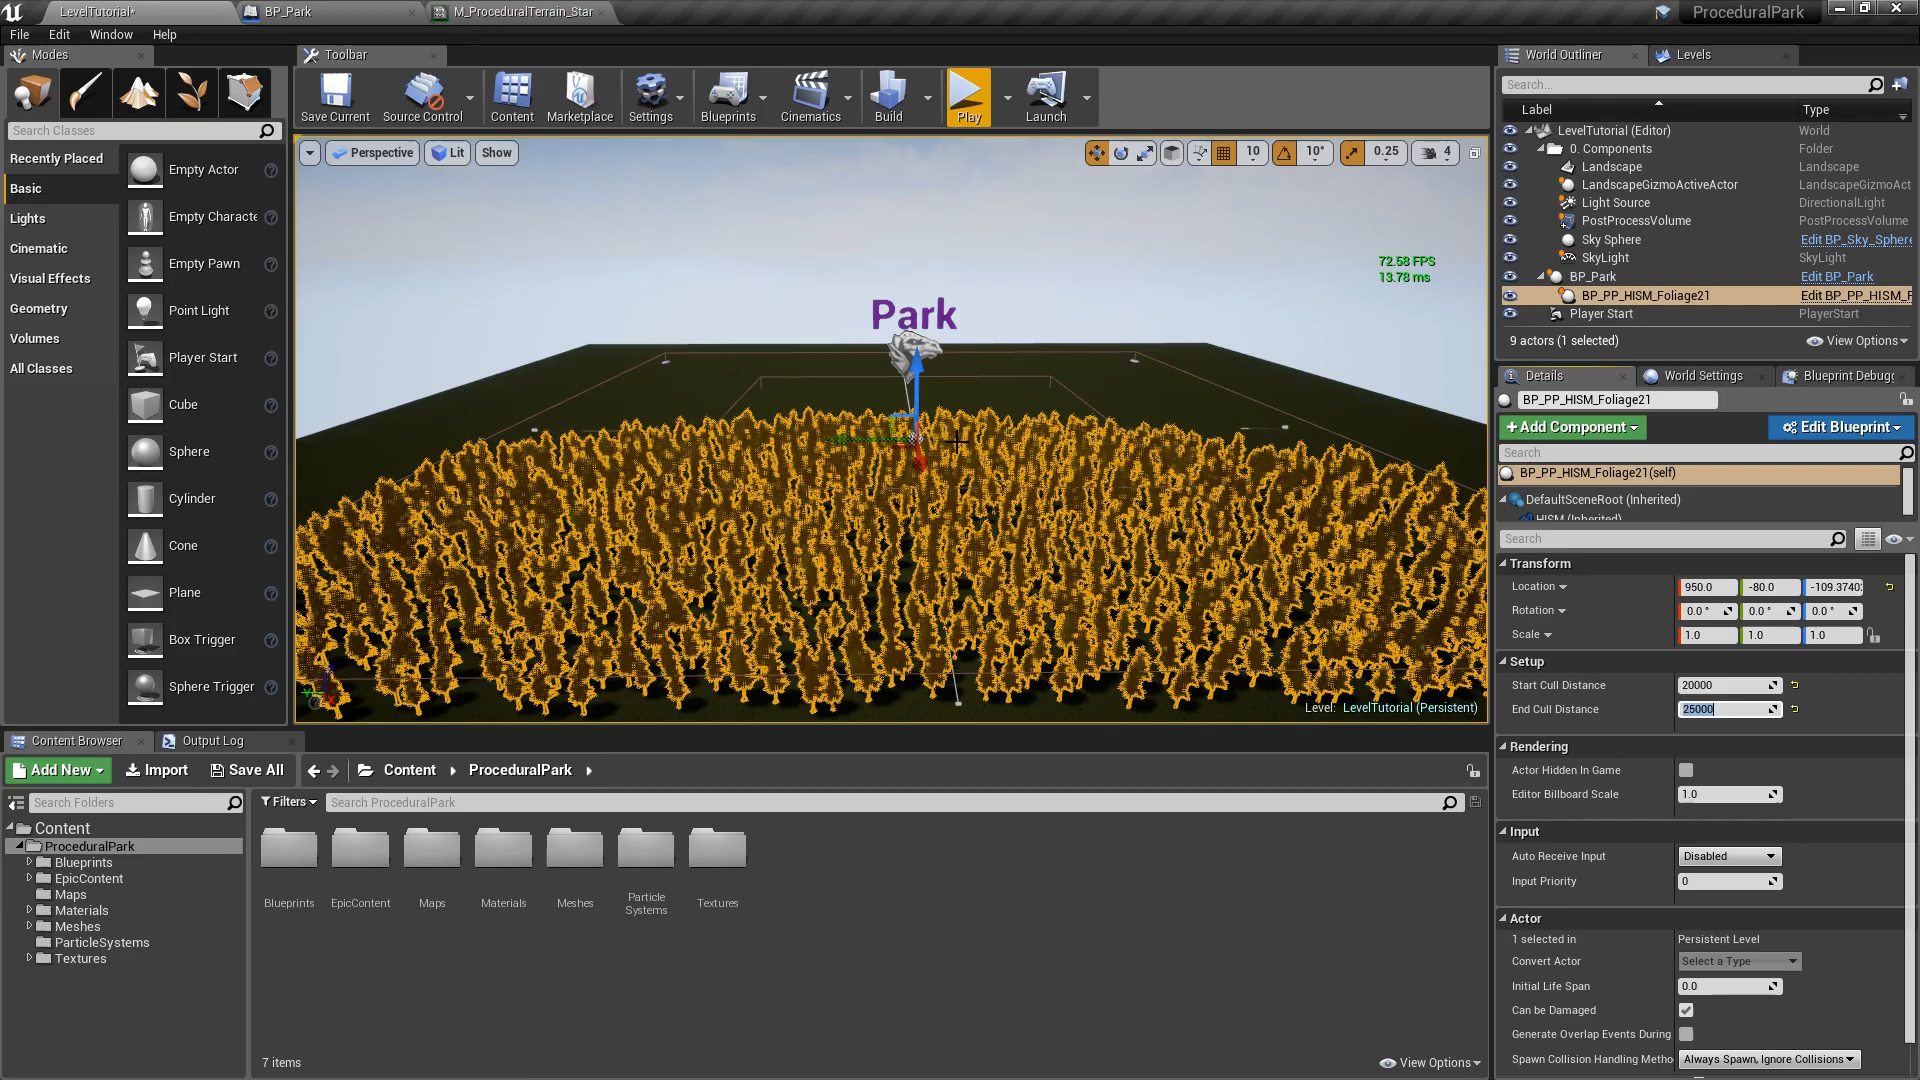 LevelTutorial*
BP_Park
M_ProceduralTerrain_Star
ProceduralPark
File Edit Window Help
Modes
Search Classes
Recently Placed
Basic
Lights
Cinematic
Visual Effects
Geometry
Volumes
All Classes
Empty Actor
Empty Characte
Empty Pawn
Point Light
Player Start
Cube
Sphere
Cylinder
Cone
Plane
Box Trigger
Sphere Trigger
Toolbar
Save Current
Source Control
Content
Marketplace
Settings
Blueprints
Cinematics
Build
Play
Launch
Perspective
Lit
Show
10
10°
0.25
4
72.58 FPS
13.78 ms
Park
Level: LevelTutorial (Persistent)
World Outliner
Levels
Search...
Label Type
LevelTutorial (Editor) World
0. Components Folder
Landscape Landscape
LandscapeGizmoActiveActor LandscapeGizmoAct
Light Source DirectionalLight
PostProcessVolume PostProcessVolume
Sky Sphere Edit BP_Sky_Sphere
SkyLight SkyLight
BP_Park Edit BP_Park
BP_PP_HISM_Foliage21 Edit BP_PP_HISM_F
Player Start PlayerStart
9 actors (1 selected)
View Options
Details
World Settings
Blueprint Debugg
BP_PP_HISM_Foliage21
+Add Component
Edit Blueprint
Search
BP_PP_HISM_Foliage21(self)
DefaultSceneRoot (Inherited)
HISM (Inherited)
Search
Transform
Location 950.0 -80.0 -109.3740
Rotation 0.0 ° 0.0 ° 0.0 °
Scale 1.0 1.0 1.0
Setup
Start Cull Distance 20000
End Cull Distance 25000
Rendering
Actor Hidden In Game
Editor Billboard Scale 1.0
Input
Auto Receive Input Disabled
Input Priority 0
Actor
1 selected in Persistent Level
Convert Actor Select a Type
Initial Life Span 0.0
Can be Damaged
Generate Overlap Events During
Spawn Collision Handling Metho Always Spawn, Ignore Collisions
Content Browser
Output Log
Add New
Import
Save All
Content
ProceduralPark
Search Folders
Filters
Search ProceduralPark
Content
ProceduralPark
Blueprints
EpicContent
Maps
Materials
Meshes
ParticleSystems
Textures
Blueprints
EpicContent
Maps
Materials
Meshes
Particle
Systems
Textures
7 items
View Options